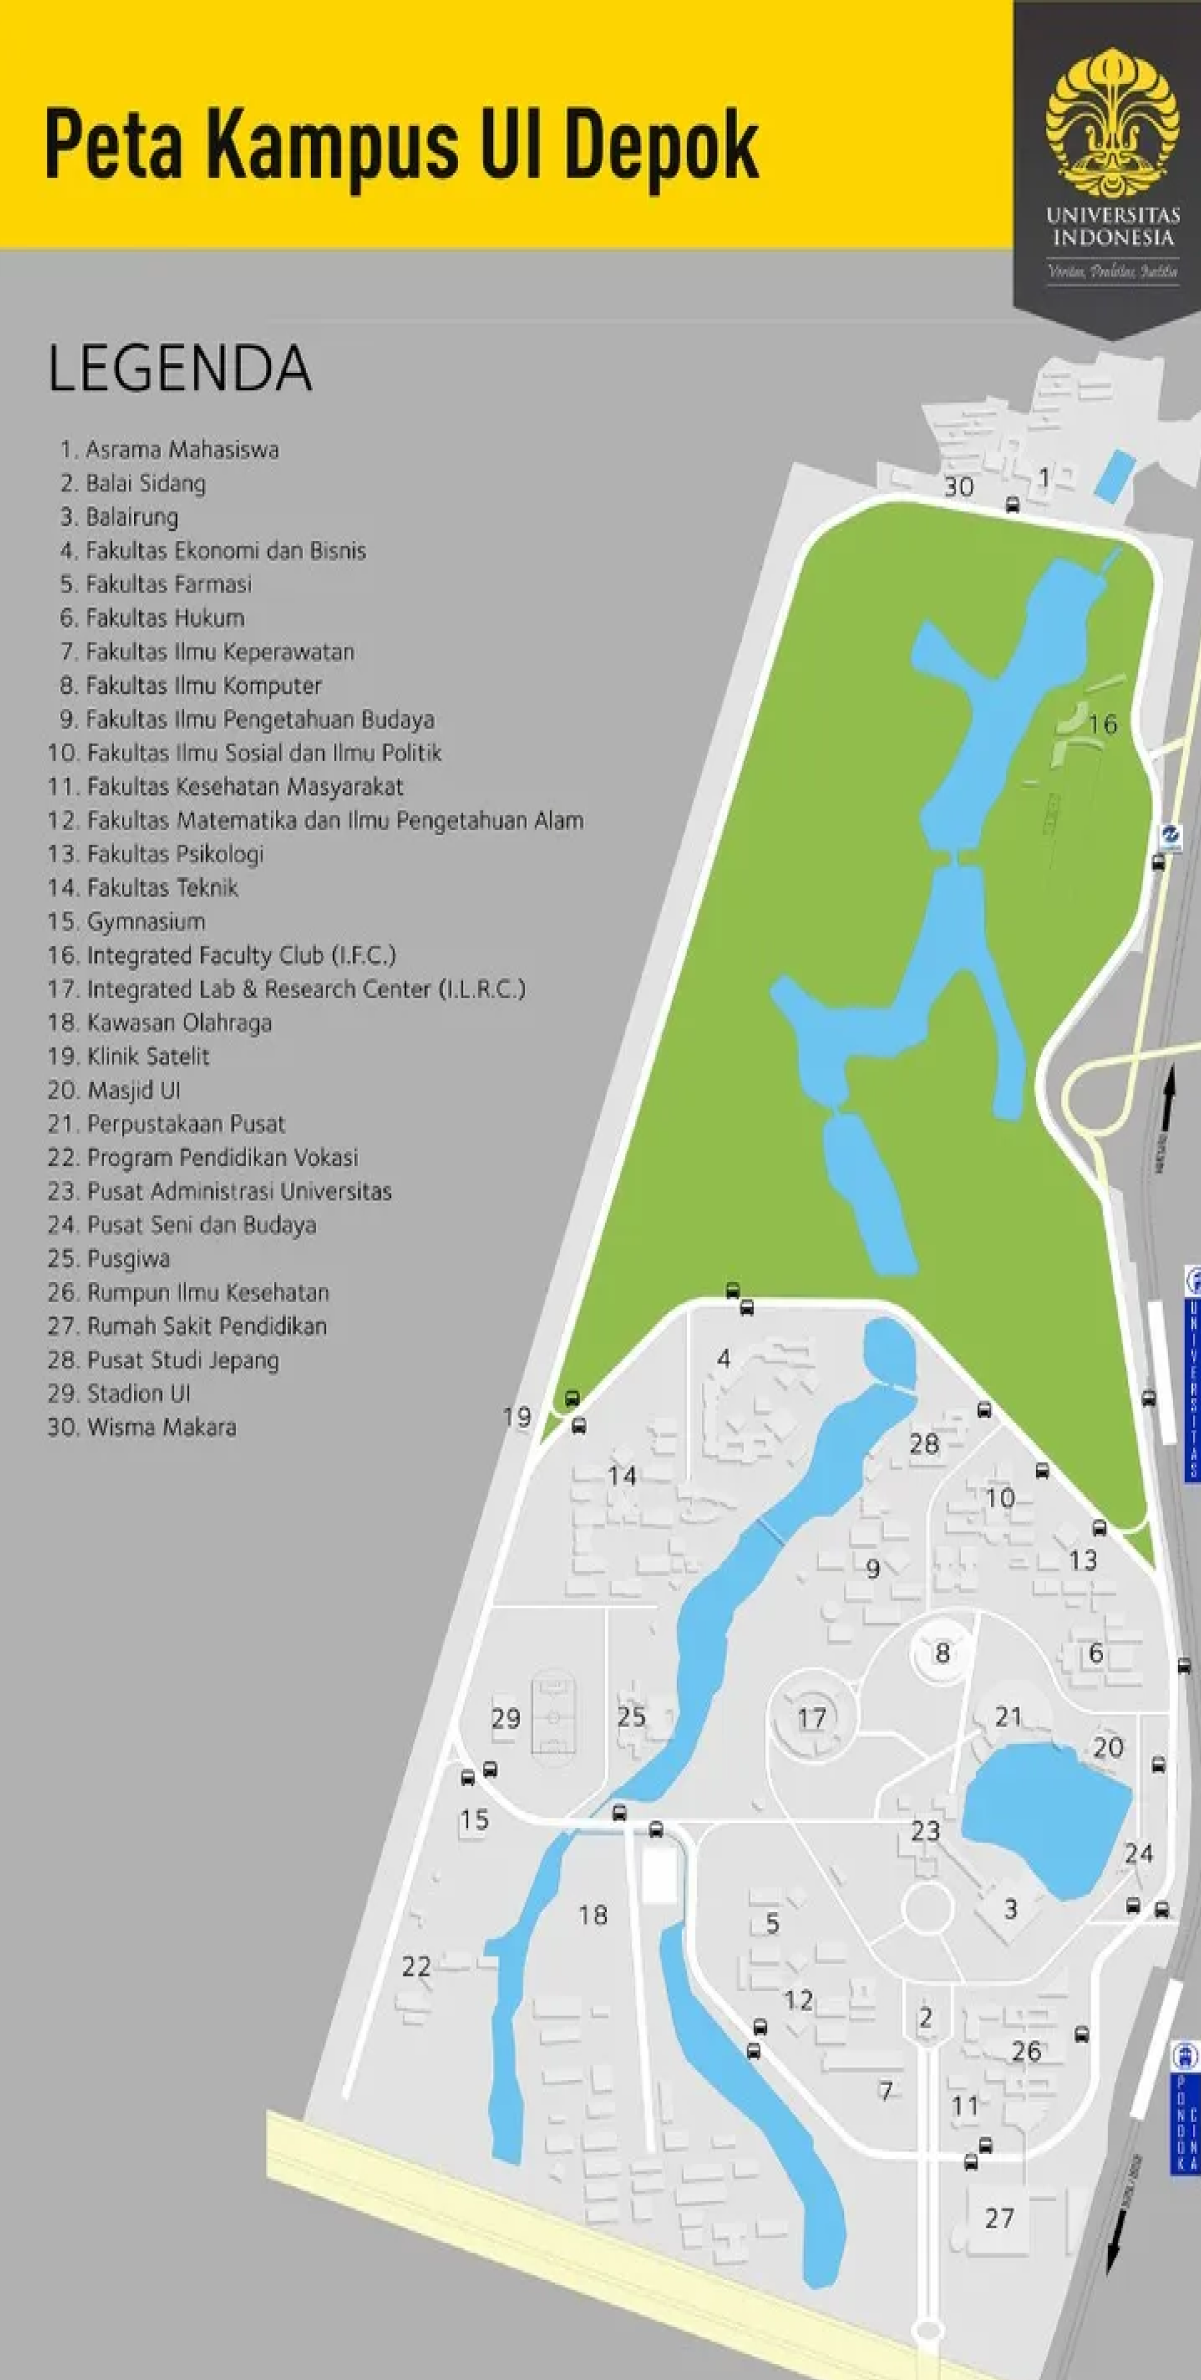 Peta Kampus UI Depok
UNIVERSITAS
INDONESIA
Veritas, Probitas, Justitia
LEGENDA
1. Asrama Mahasiswa
2. Balai Sidang
3. Balairung
4. Fakultas Ekonomi dan Bisnis
5. Fakultas Farmasi
6. Fakultas Hukum
7. Fakultas Ilmu Keperawatan
8. Fakultas Ilmu Komputer
9. Fakultas Ilmu Pengetahuan Budaya
10. Fakultas Ilmu Sosial dan Ilmu Politik
11. Fakultas Kesehatan Masyarakat
12. Fakultas Matematika dan Ilmu Pengetahuan Alam
13. Fakultas Psikologi
14. Fakultas Teknik
15. Gymnasium
16. Integrated Faculty Club (I.F.C.)
17. Integrated Lab & Research Center (I.L.R.C.)
18. Kawasan Olahraga
19. Klinik Satelit
20. Masjid UI
21. Perpustakaan Pusat
22. Program Pendidikan Vokasi
23. Pusat Administrasi Universitas
24. Pusat Seni dan Budaya
25. Pusgiwa
26. Rumpun Ilmu Kesehatan
27. Rumah Sakit Pendidikan
28. Pusat Studi Jepang
29. Stadion UI
30. Wisma Makara
30
1
16
UNIVERSITAS
4
19
28
14
10
13
9
8
6
29
25
17
21
20
15
23
24
18
5
3
22
12
2
26
7
11
PONDOK
CINA
27